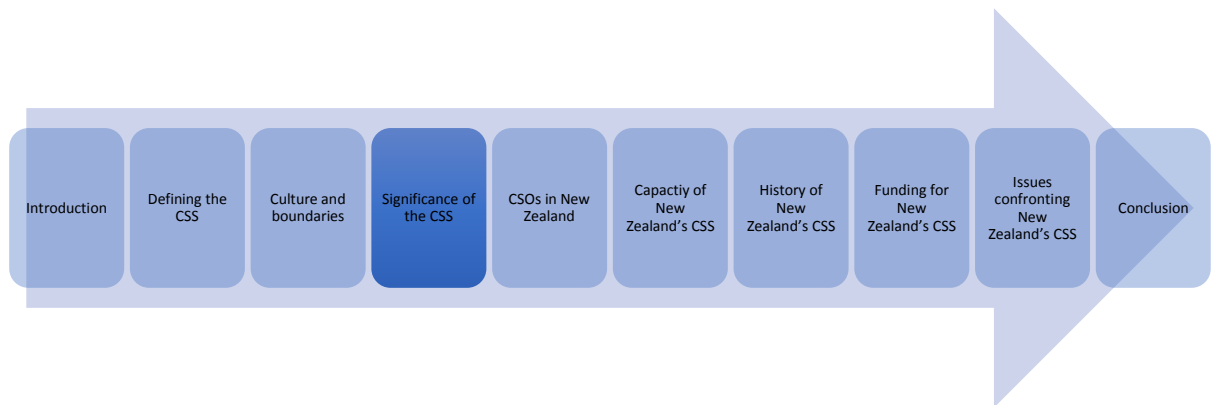 Introduction
Defining the
CSS
Culture and
boundaries
Significance of
the CSS
CSOs in New
Zealand
Capactiy of
New
Zealand’s CSS
History of
New
Zealand’s CSS
Funding for
New
Zealand’s CSS
Issues
confronting
New
Zealand’s CSS
Conclusion